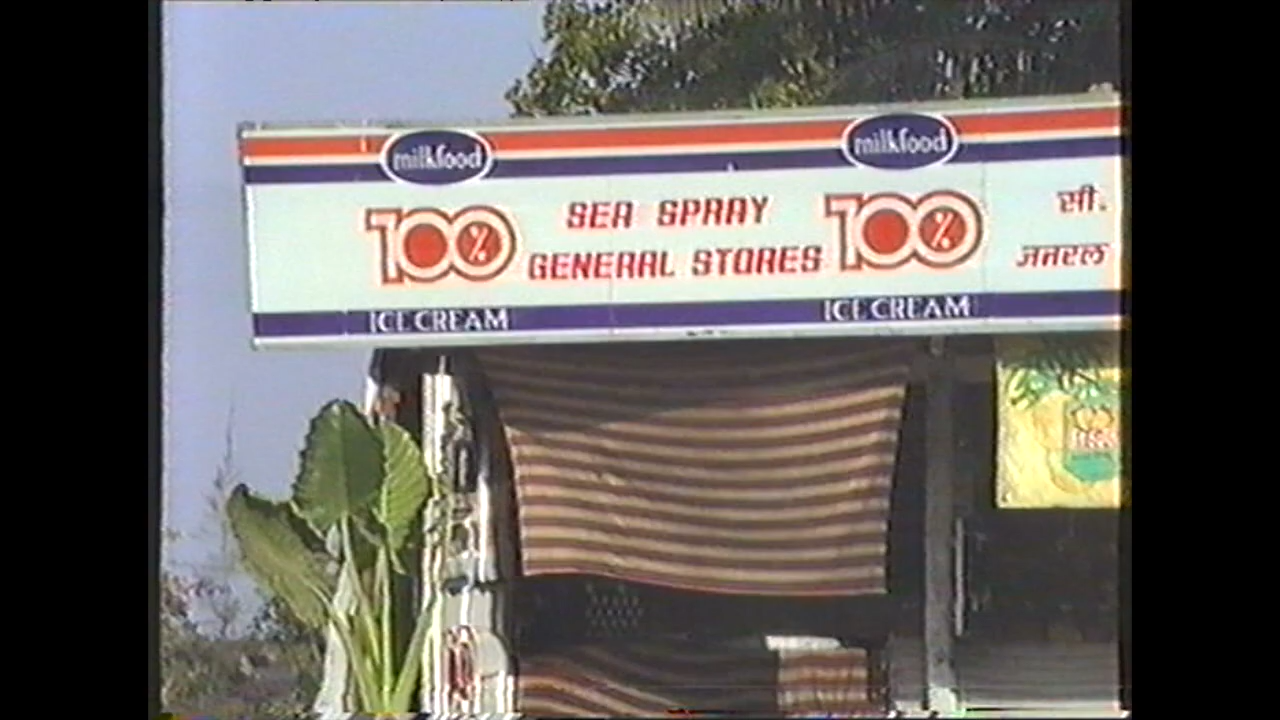 milkfood
milkfood
100%
SEA SPRAY
GENERAL STORES
100%
सी.
जनरल
ICE CREAM
ICE CREAM